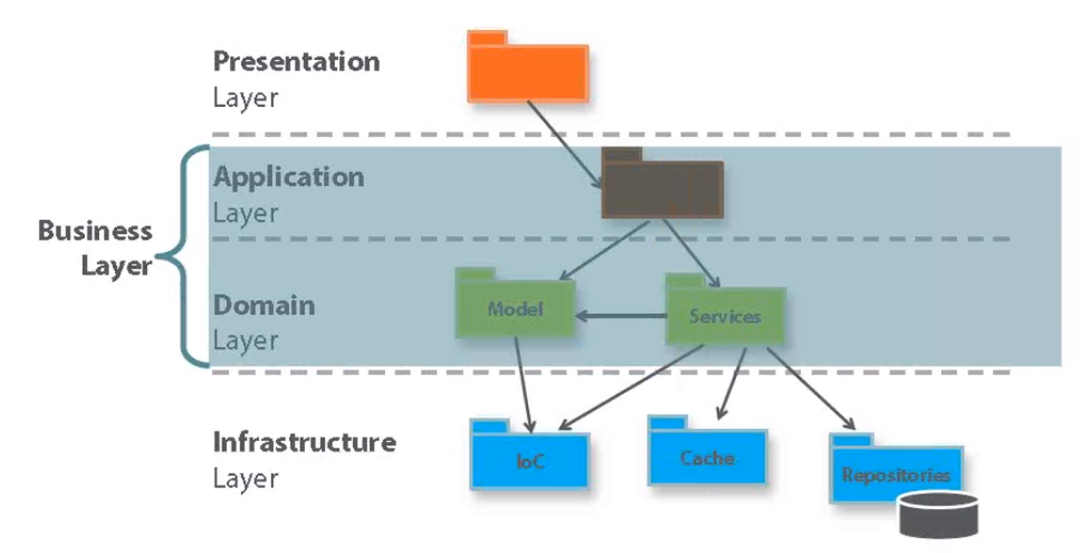 Presentation
Layer
Application
Layer
Business
Layer
Domain
Layer
Model
Services
Infrastructure
Layer
IoC
Cache
Repositories